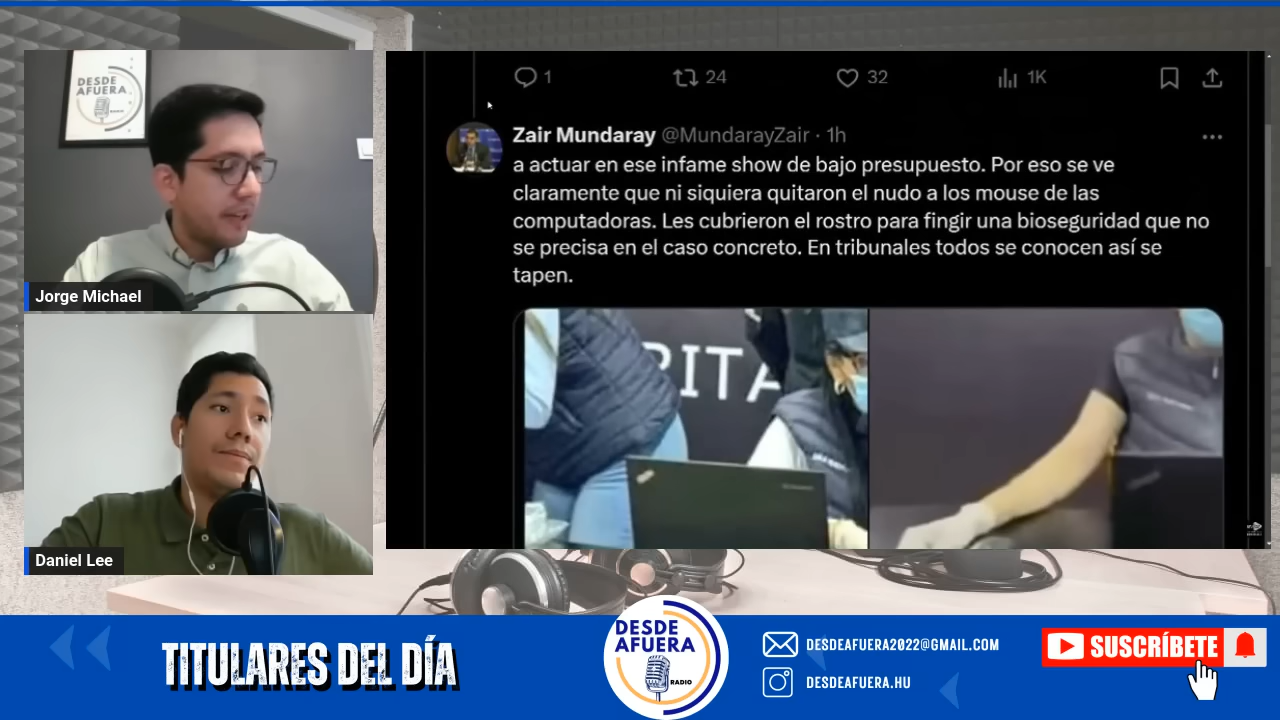 DESDE
AFUERA
RADIO
Jorge Michael
Daniel Lee
1
24
32
1K
Zair Mundaray @MundarayZair · 1h
a actuar en ese infame show de bajo presupuesto. Por eso se ve
claramente que ni siquiera quitaron el nudo a los mouse de las
computadoras. Les cubrieron el rostro para fingir una bioseguridad que no
se precisa en el caso concreto. En tribunales todos se conocen así se
tapen.
PITA
TITULARES DEL DÍA
DESDE
AFUERA
RADIO
DESDEAFUERA2022@GMAIL.COM
DESDEAFUERA.HU
SUSCRÍBETE